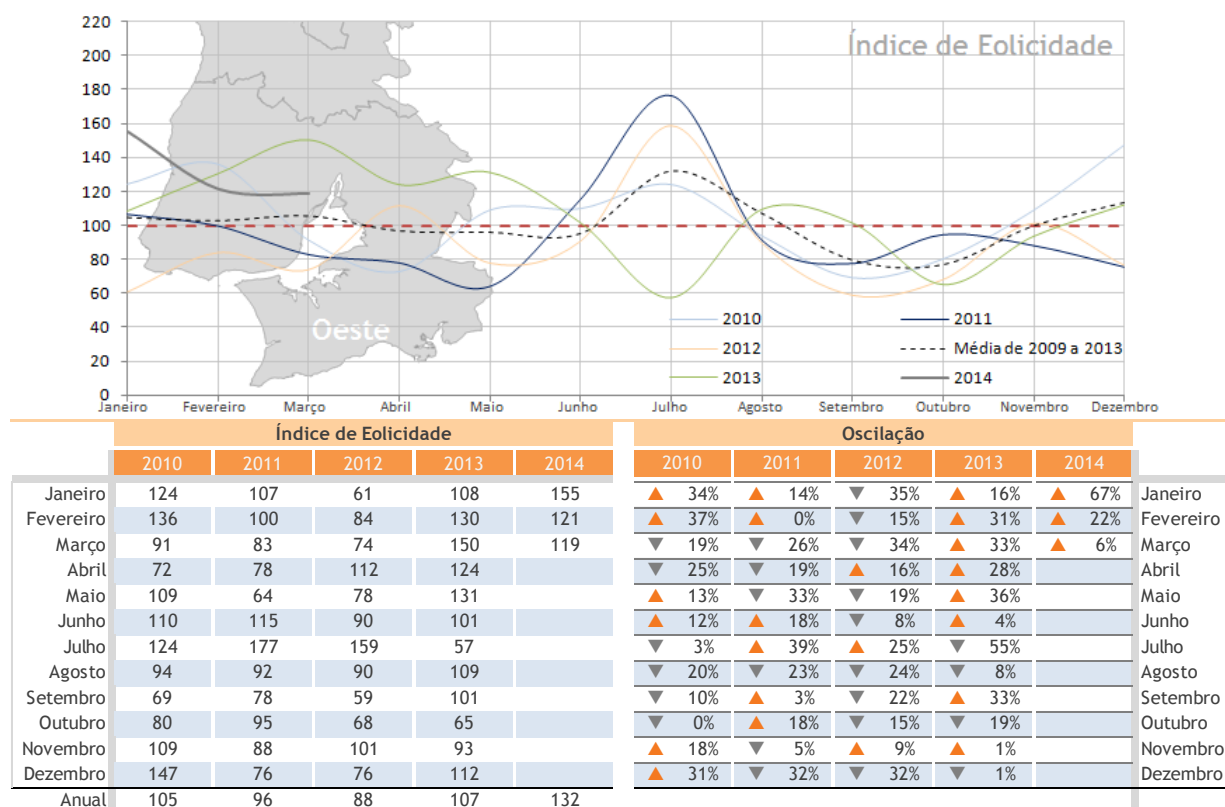 Índice de Eolicidade
220
200
180
160
140
120
100
80
60
40
20
0
Oeste
2010
2011
2012
Média de 2009 a 2013
2013
2014
Janeiro Fevereiro Março Abril Maio Junho Julho Agosto Setembro Outubro Novembro Dezembro
Índice de Eolicidade Oscilação
2010 2011 2012 2013 2014 2010 2011 2012 2013 2014
Janeiro 124 107 61 108 155 ▲ 34% ▲ 14% ▼ 35% ▲ 16% ▲ 67% Janeiro
Fevereiro 136 100 84 130 121 ▲ 37% ▲ 0% ▼ 15% ▲ 31% ▲ 22% Fevereiro
Março 91 83 74 150 119 ▼ 19% ▼ 26% ▼ 34% ▲ 33% ▲ 6% Março
Abril 72 78 112 124 ▼ 25% ▼ 19% ▲ 16% ▲ 28% Abril
Maio 109 64 78 131 ▲ 13% ▼ 33% ▼ 19% ▲ 36% Maio
Junho 110 115 90 101 ▲ 12% ▲ 18% ▼ 8% ▲ 4% Junho
Julho 124 177 159 57 ▼ 3% ▲ 39% ▲ 25% ▼ 55% Julho
Agosto 94 92 90 109 ▼ 20% ▼ 23% ▼ 24% ▼ 8% Agosto
Setembro 69 78 59 101 ▼ 10% ▲ 3% ▼ 22% ▲ 33% Setembro
Outubro 80 95 68 65 ▼ 0% ▲ 18% ▼ 15% ▼ 19% Outubro
Novembro 109 88 101 93 ▲ 18% ▼ 5% ▲ 9% ▲ 1% Novembro
Dezembro 147 76 76 112 ▲ 31% ▼ 32% ▼ 32% ▼ 1% Dezembro
Anual 105 96 88 107 132